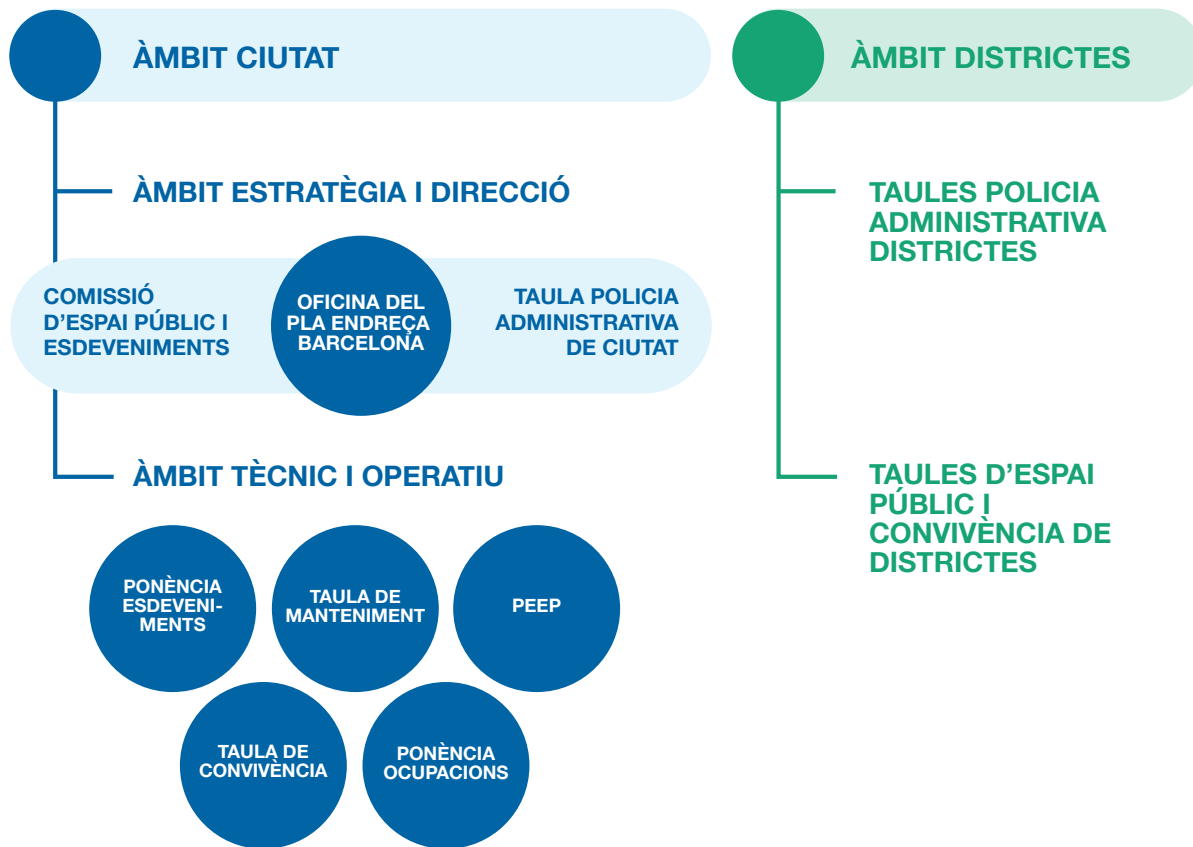 ÀMBIT CIUTAT
ÀMBIT ESTRATÈGIA I DIRECCIÓ
COMISSIÓ
D'ESPAI PÚBLIC I
ESDEVENIMENTS
OFICINA DEL
PLA ENDREÇA
BARCELONA
TAULA POLICIA
ADMINISTRATIVA
DE CIUTAT
ÀMBIT TÈCNIC I OPERATIU
PONÈNCIA
ESDEVENI-
MENTS
TAULA DE
MANTENIMENT
PEEP
TAULA DE
CONVIVÈNCIA
PONÈNCIA
OCUPACIONS
ÀMBIT DISTRICTES
TAULES POLICIA
ADMINISTRATIVA
DISTRICTES
TAULES D'ESPAI
PÚBLIC I
CONVIVÈNCIA DE
DISTRICTES